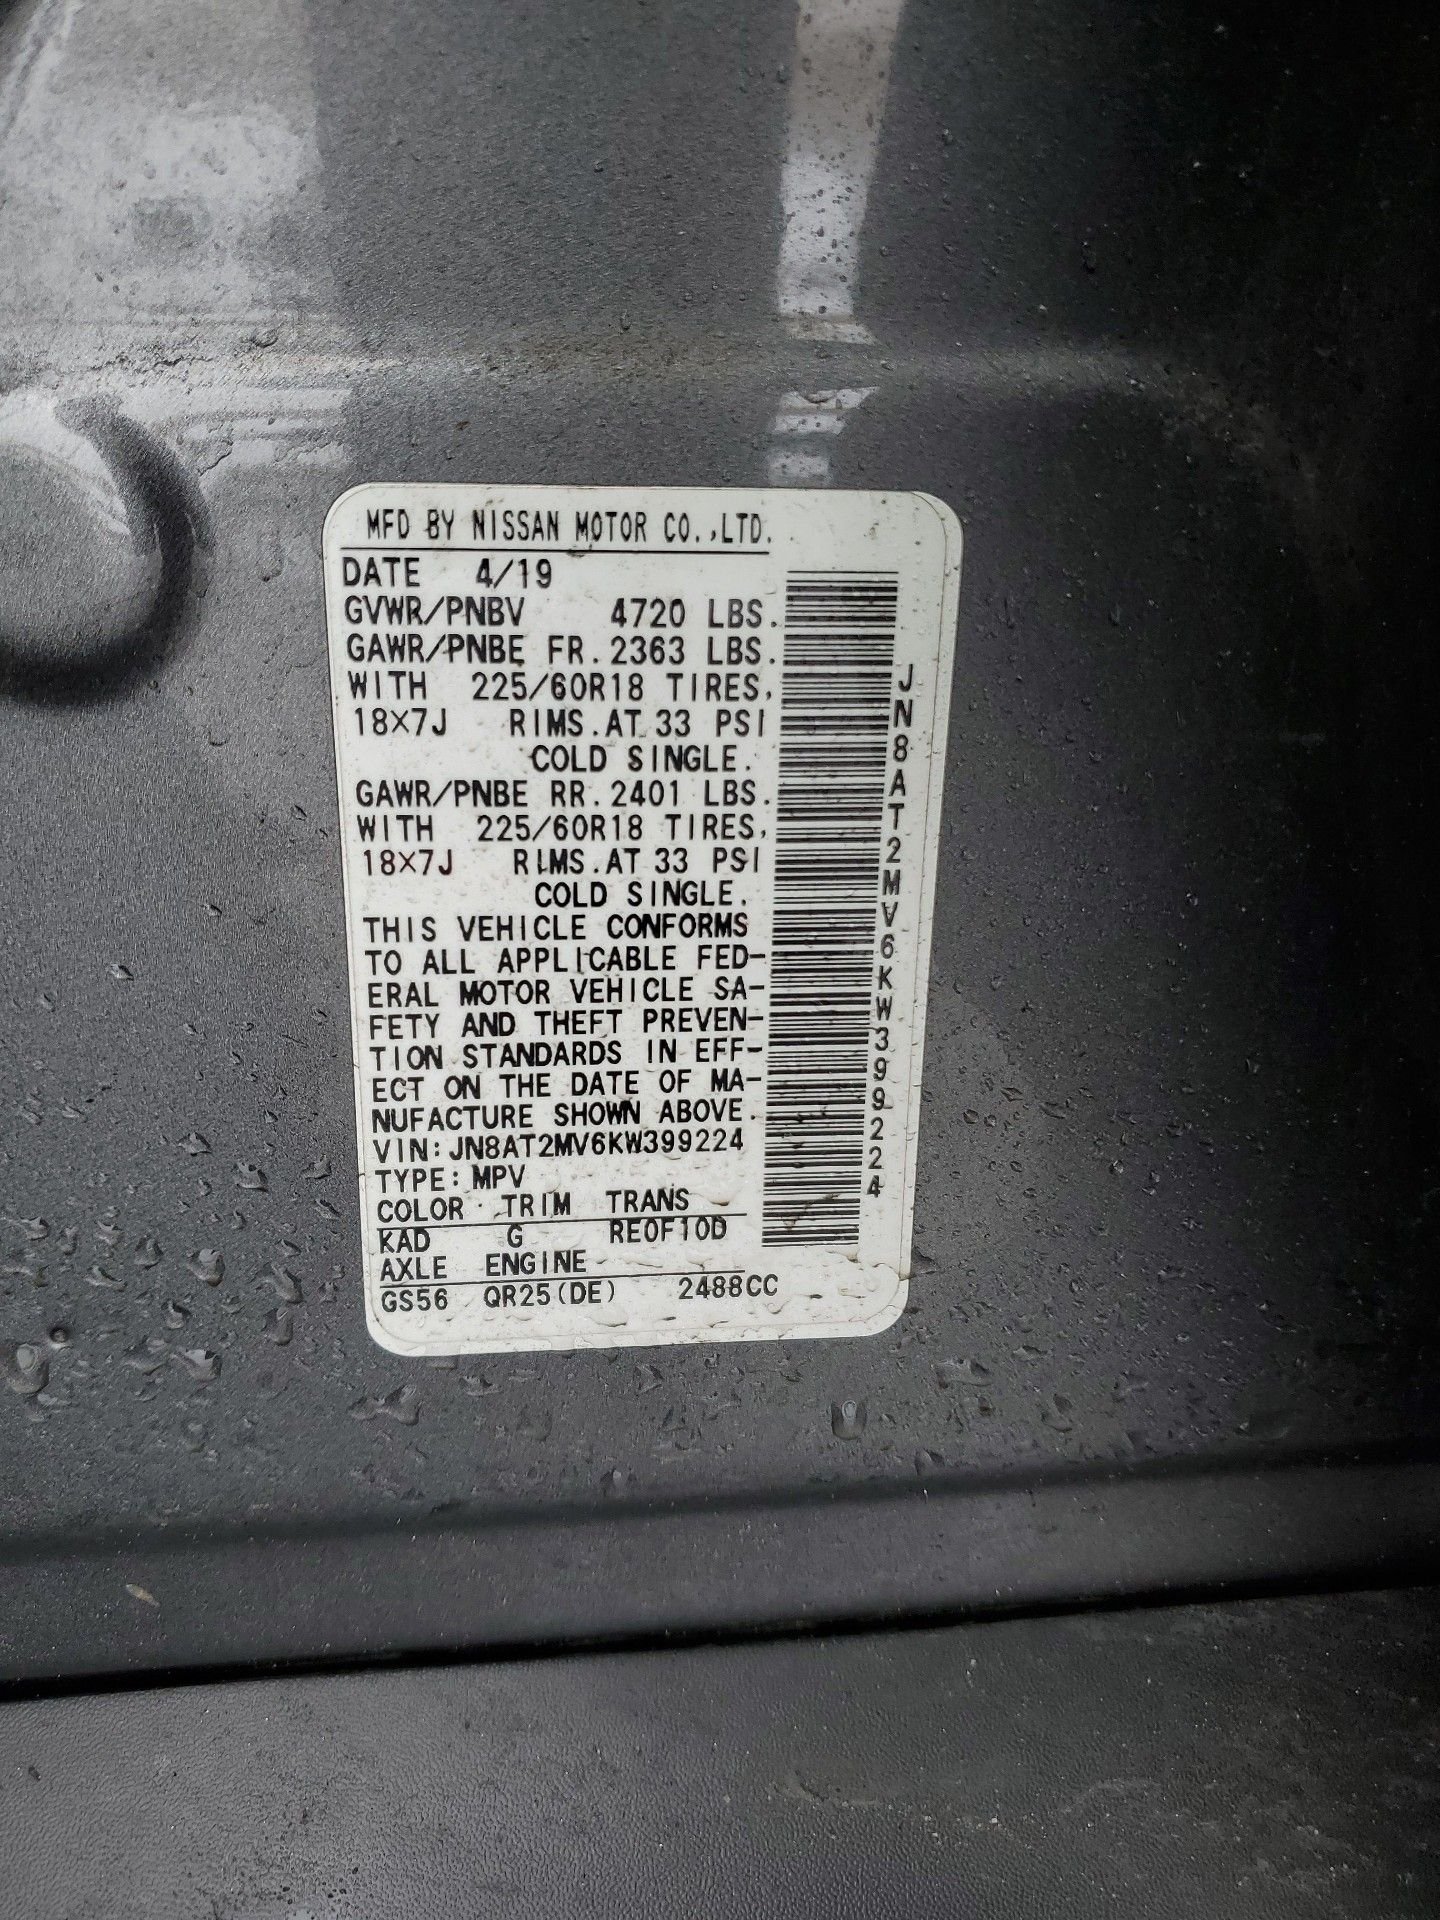 MFD BY NISSAN MOTOR CO.,LTD.
DATE 4/19
GVWR/PNBV 4720 LBS.
GAWR/PNBE FR. 2363 LBS.
WITH 225/60R18 TIRES,
18×7J RIMS.AT 33 PSI
COLD SINGLE.
GAWR/PNBE RR. 2401 LBS.
WITH 225/60R18 TIRES,
18×7J RIMS.AT 33 PSI
COLD SINGLE.
THIS VEHICLE CONFORMS
TO ALL APPLICABLE FED-
ERAL MOTOR VEHICLE SA-
FETY AND THEFT PREVEN-
TION STANDARDS IN EFF-
ECT ON THE DATE OF MA-
NUFACTURE SHOWN ABOVE.
VIN: JN8AT2MV6KW399224
TYPE: MPV
COLOR TRIM TRANS
KAD G RE0F10D
AXLE ENGINE
GS56 QR25(DE) 2488CC
JN8AT2MV6KW399224